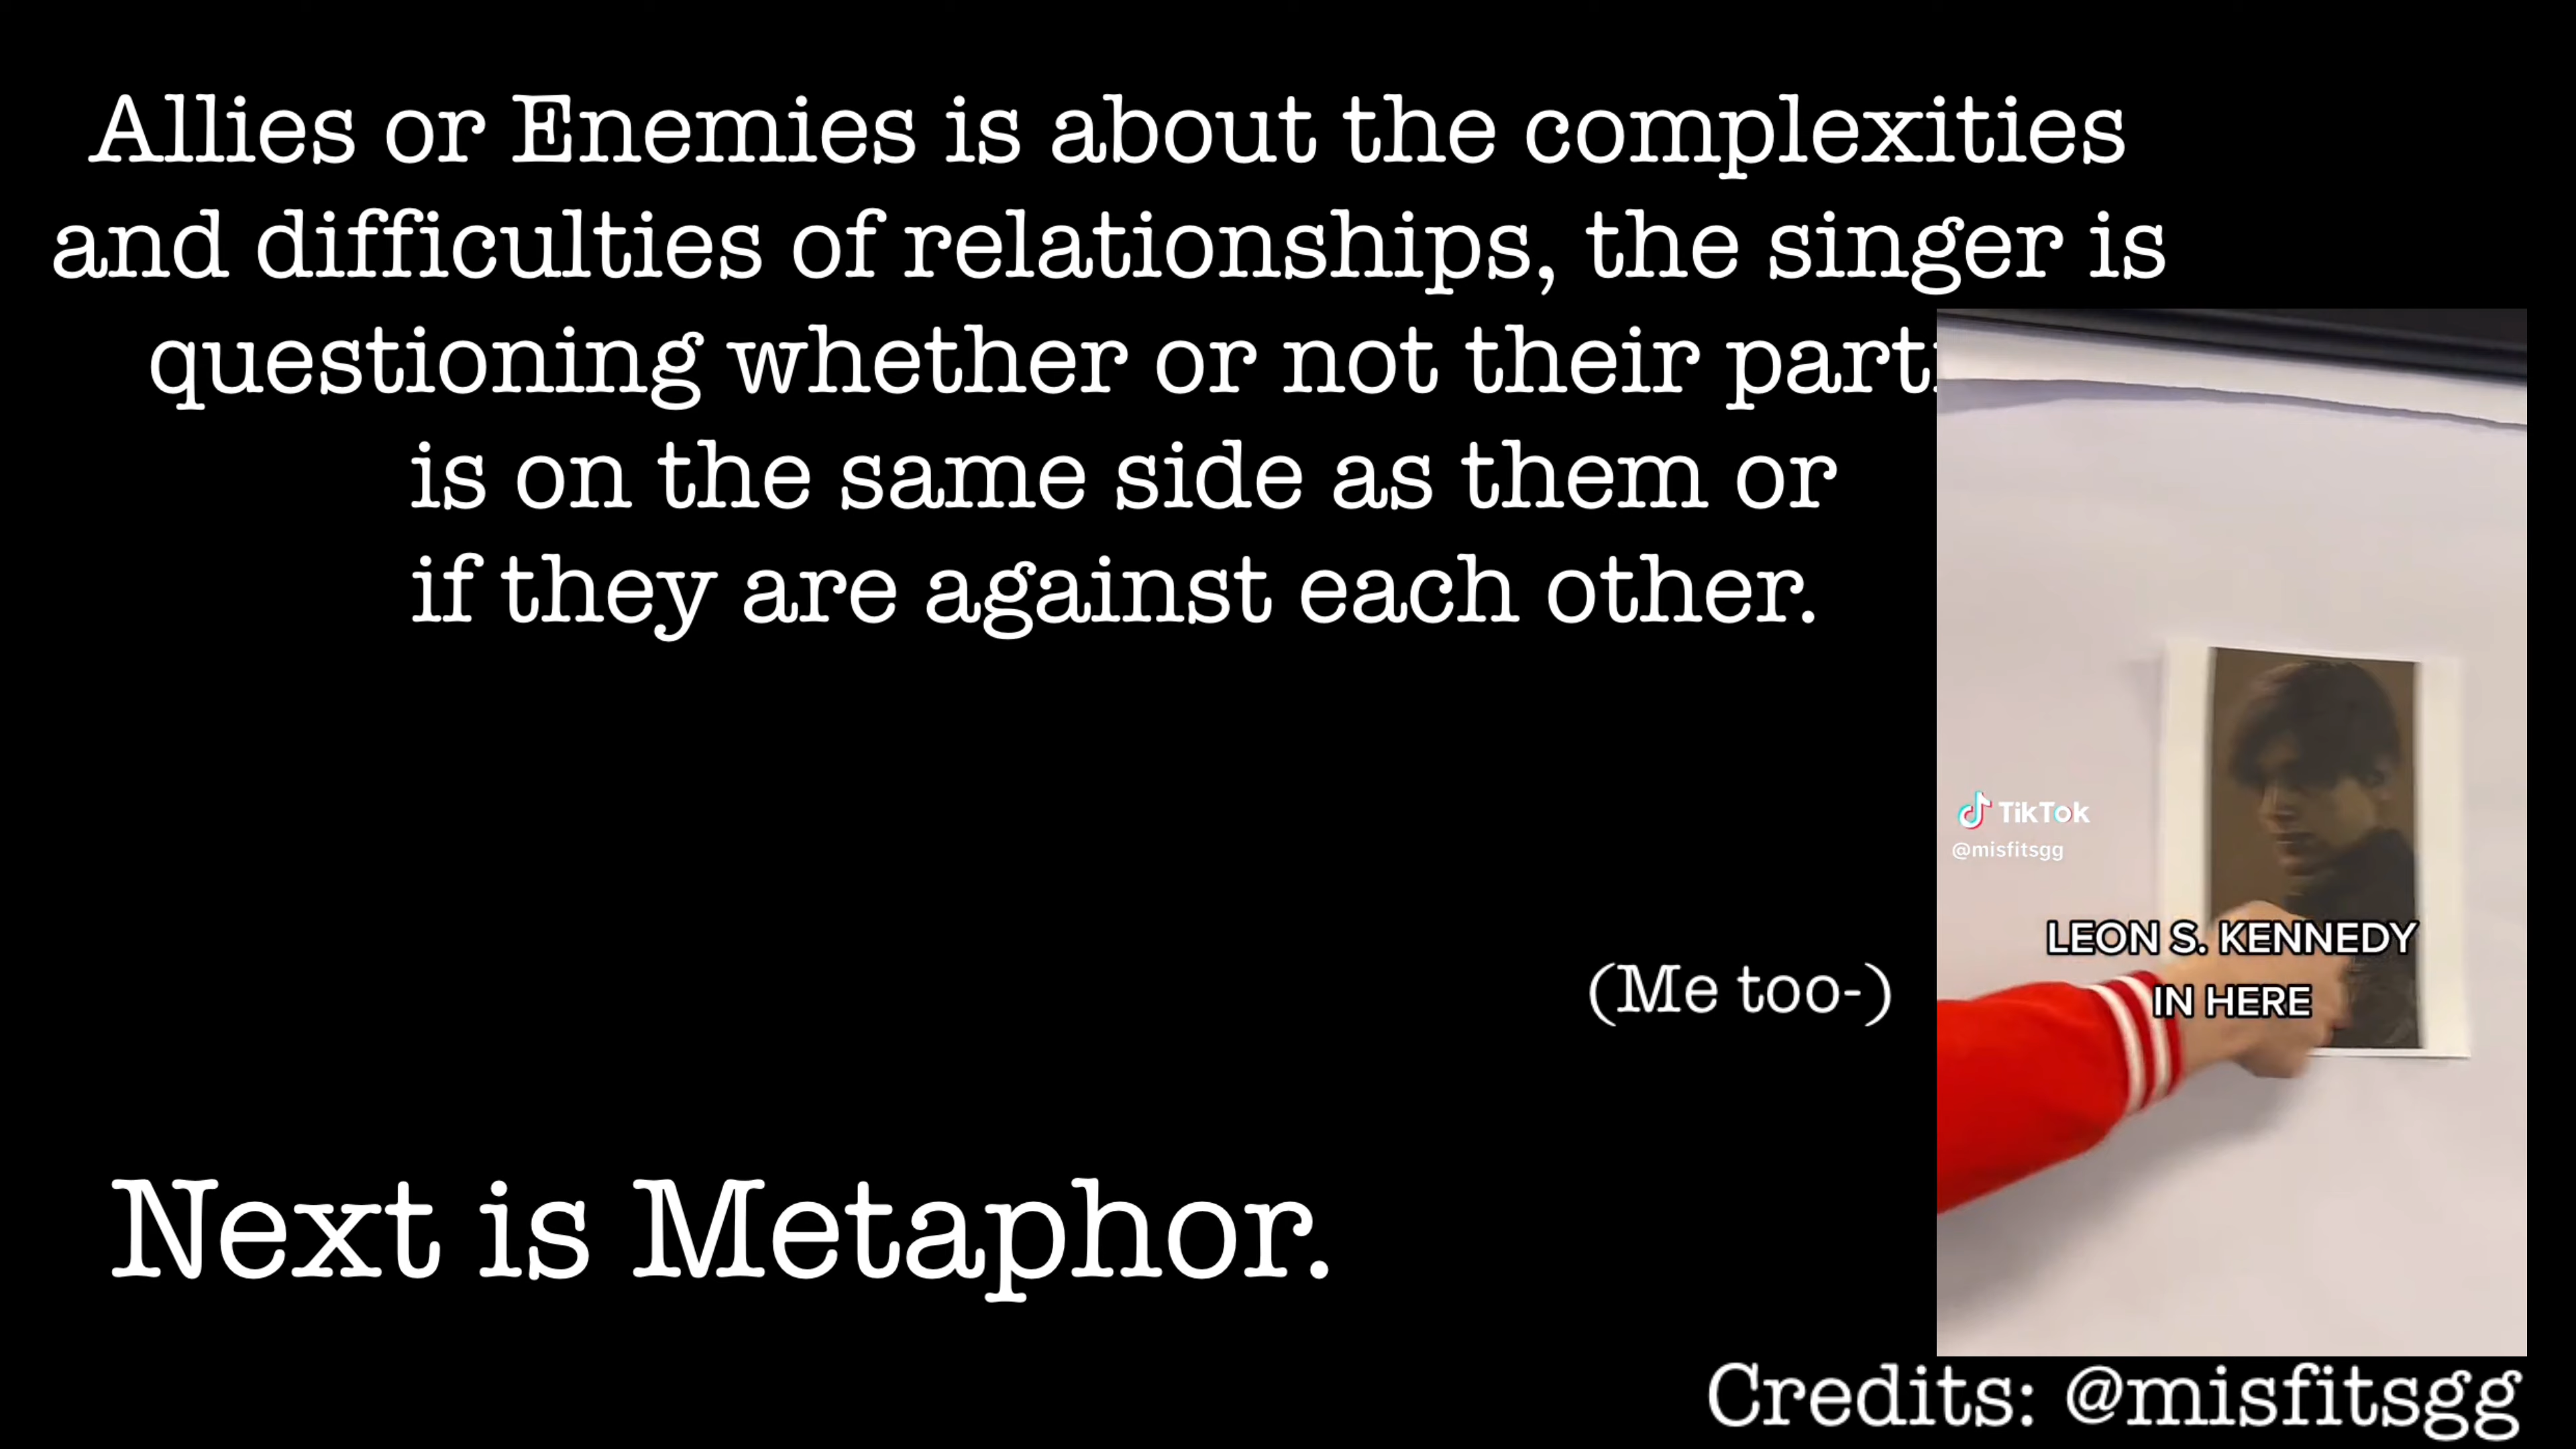 Allies or Enemies is about the complexities
and difficulties of relationships, the singer is
questioning whether or not their
is on the same side as them or
if they are against each other.
TikTok
@misfitsgg
LEON S. KENNEDY
IN HERE
(Me too-)
Next is Metaphor.
Credits: @misfitsgg